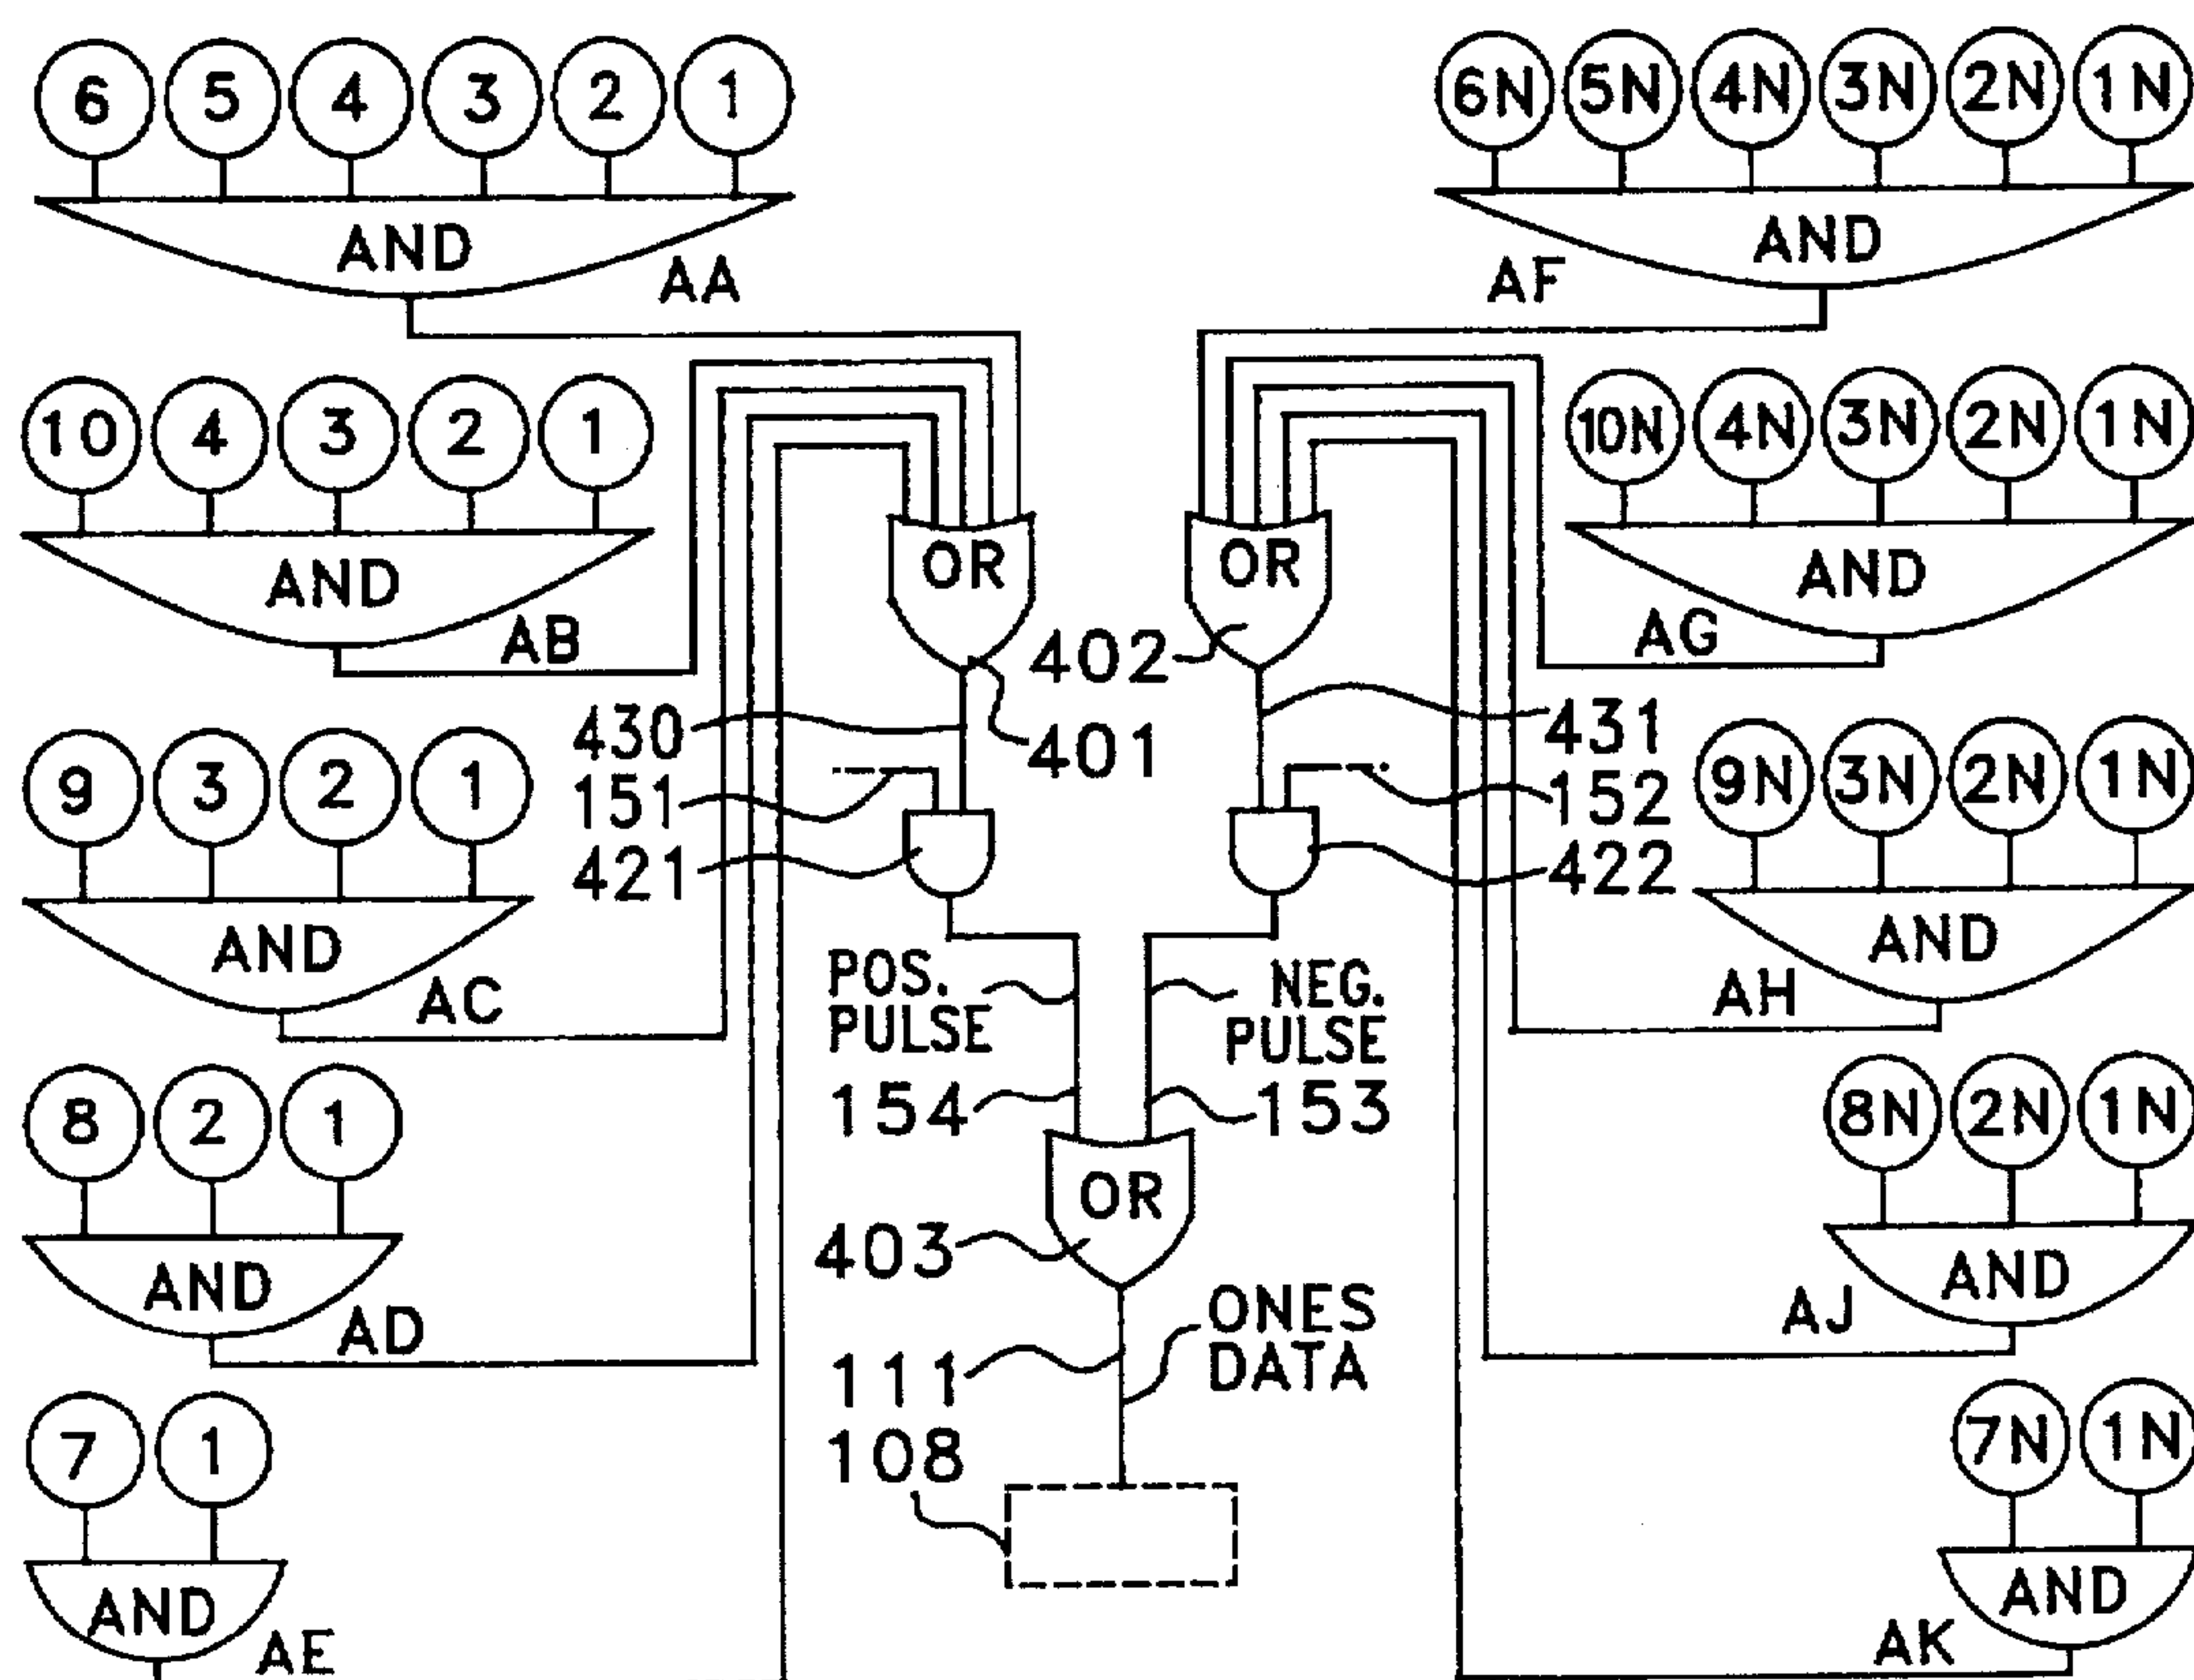 6 5 4 3 2 1
AND
AA
6N 5N 4N 3N 2N 1N
AND
AF
10 4 3 2 1
AND
AB
10N 4N 3N 2N 1N
AND
AG
OR
OR
402
401
430
431
151
152
421
422
9 3 2 1
AND
AC
9N 3N 2N 1N
AND
AH
POS.
PULSE
NEG.
PULSE
154
153
8 2 1
AND
AD
8N 2N 1N
AND
AJ
OR
403
ONES
DATA
111
108
7 1
AND
AE
7N 1N
AND
AK